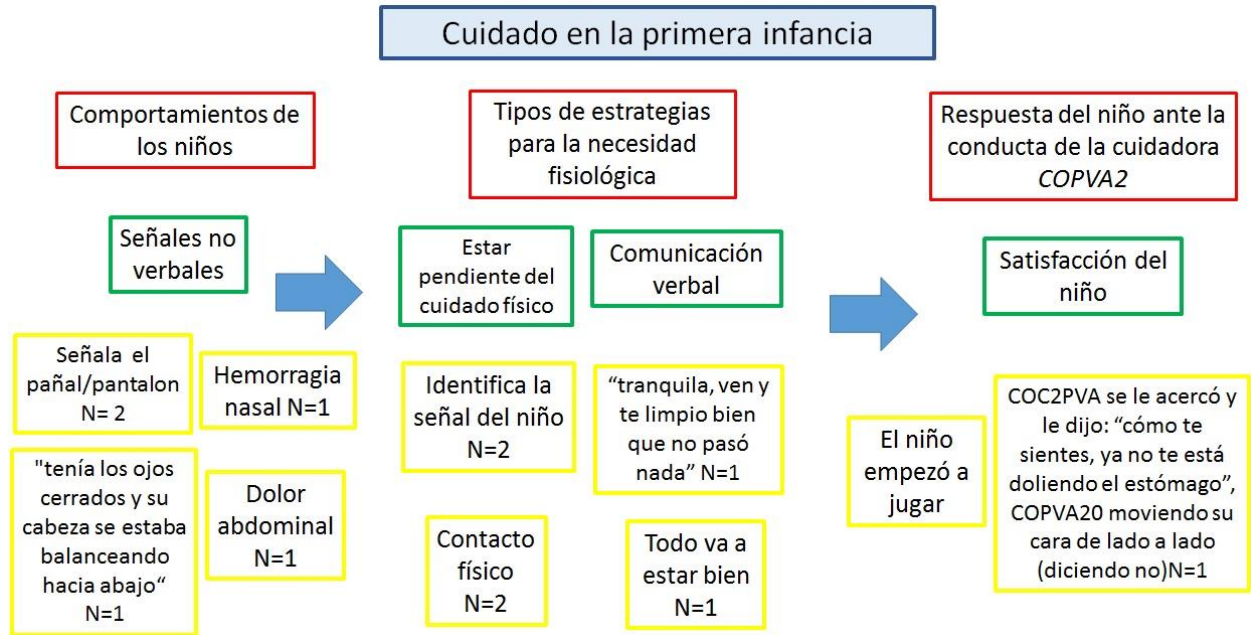 Cuidado en la primera infancia
Comportamientos de
los niños
Tipos de estrategias
para la necesidad
fisiológica
Respuesta del niño ante la
conducta de la cuidadora
COPVA2
Señales no
verbales
Estar
pendiente del
cuidado físico
Comunicación
verbal
Satisfacción del
niño
Señala el
pañal/pantalon
N= 2
Hemorragia
nasal N=1
Identifica la
señal del niño
N=2
“tranquila, ven y
te limpio bien
que no pasó
nada” N=1
El niño
empezó a
jugar
COC2PVA se le acercó y
le dijo: “cómo te
sientes, ya no te está
doliendo el estómago”,
COPVA20 moviendo su
cara de lado a lado
(diciendo no)N=1
"tenía los ojos
cerrados y su
cabeza se estaba
balanceando
hacia abajo“
N=1
Dolor
abdominal
N=1
Contacto
físico
N=2
Todo va a
estar bien
N=1